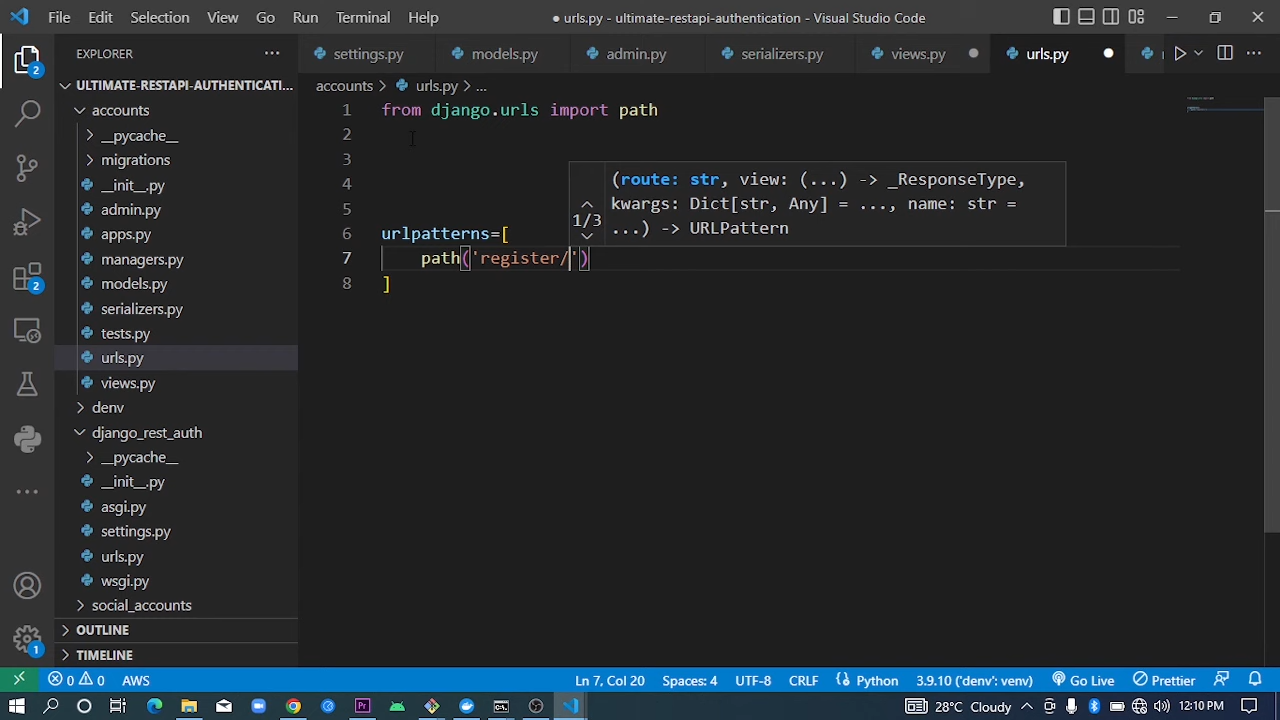 File Edit Selection View Go Run Terminal Help
● urls.py - ultimate-restapi-authentication - Visual Studio Code
EXPLORER
settings.py models.py admin.py serializers.py views.py urls.py
ULTIMATE-RESTAPI-AUTHENTICATI...
accounts > urls.py > ...
accounts
__pycache__
migrations
__init__.py
admin.py
apps.py
managers.py
models.py
serializers.py
tests.py
urls.py
views.py
denv
django_rest_auth
__pycache__
__init__.py
asgi.py
settings.py
urls.py
wsgi.py
social_accounts
OUTLINE
TIMELINE
2
2
1
1 from django.urls import path
2
3
4
5
6 urlpatterns=[
7 path('register/')
8 ]
1/3
(route: str, view: (...) -> _ResponseType,
kwargs: Dict[str, Any] = ..., name: str =
...) -> URLPattern
0 0 AWS Ln 7, Col 20 Spaces: 4 UTF-8 CRLF Python 3.9.10 ('denv': venv) Go Live Prettier
28°C Cloudy 12:10 PM